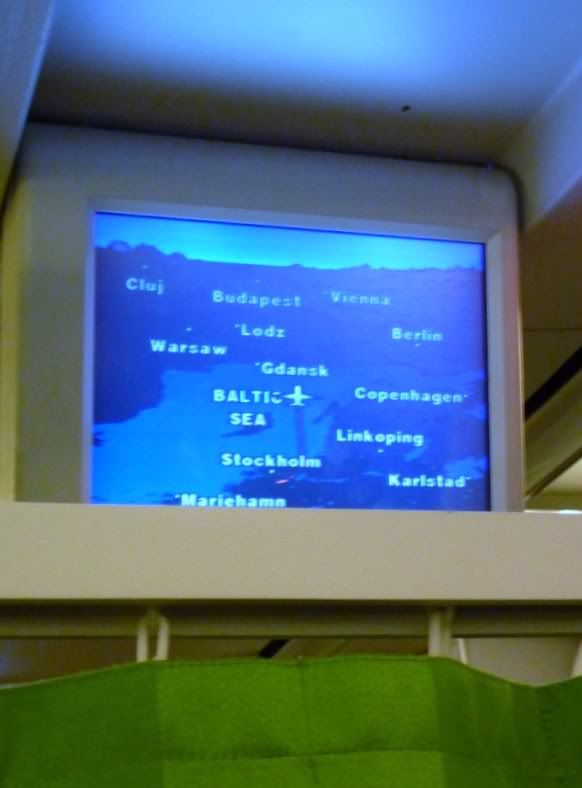 Cluj
Budapest
Vienna
Lodz
Berlin
Warsaw
Gdansk
BALTIC
SEA
Copenhagen
Linkoping
Stockholm
Karlstad
Mariehamn